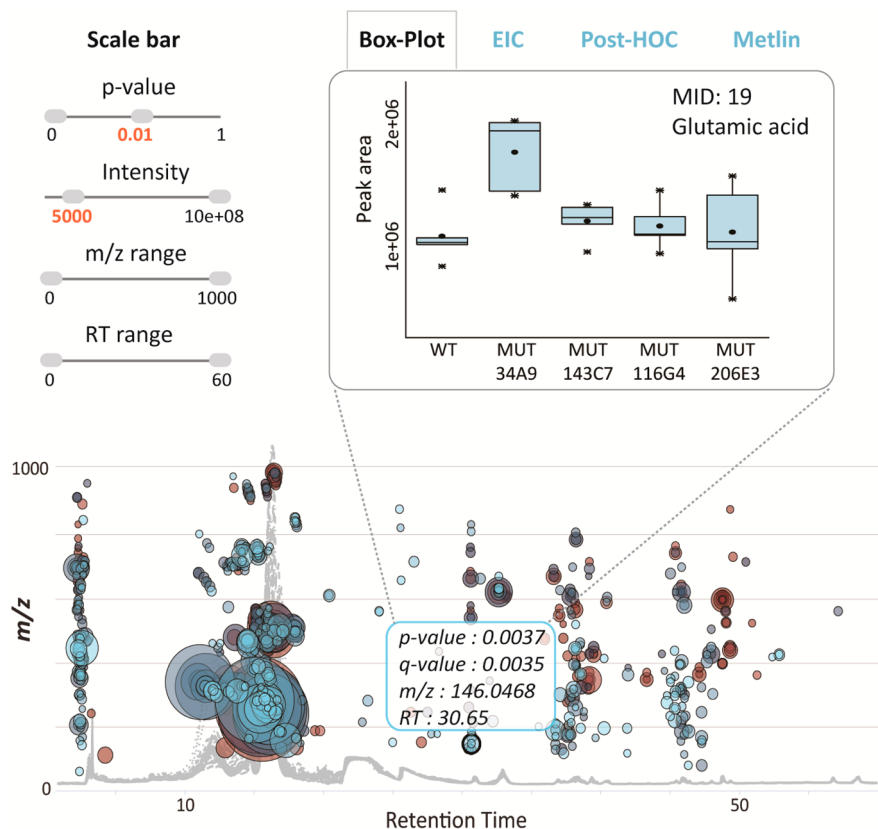 Scale bar
p-value
0 0.01 1
Intensity
5000 10e+08
m/z range
0 1000
RT range
0 60
Box-Plot EIC Post-HOC Metlin
MID: 19
Glutamic acid
Peak area
2e+06
1e+06
WT MUT MUT MUT MUT
34A9 143C7 116G4 206E3
1000
m/z
0
p-value : 0.0037
q-value : 0.0035
m/z : 146.0468
RT : 30.65
10 50
Retention Time